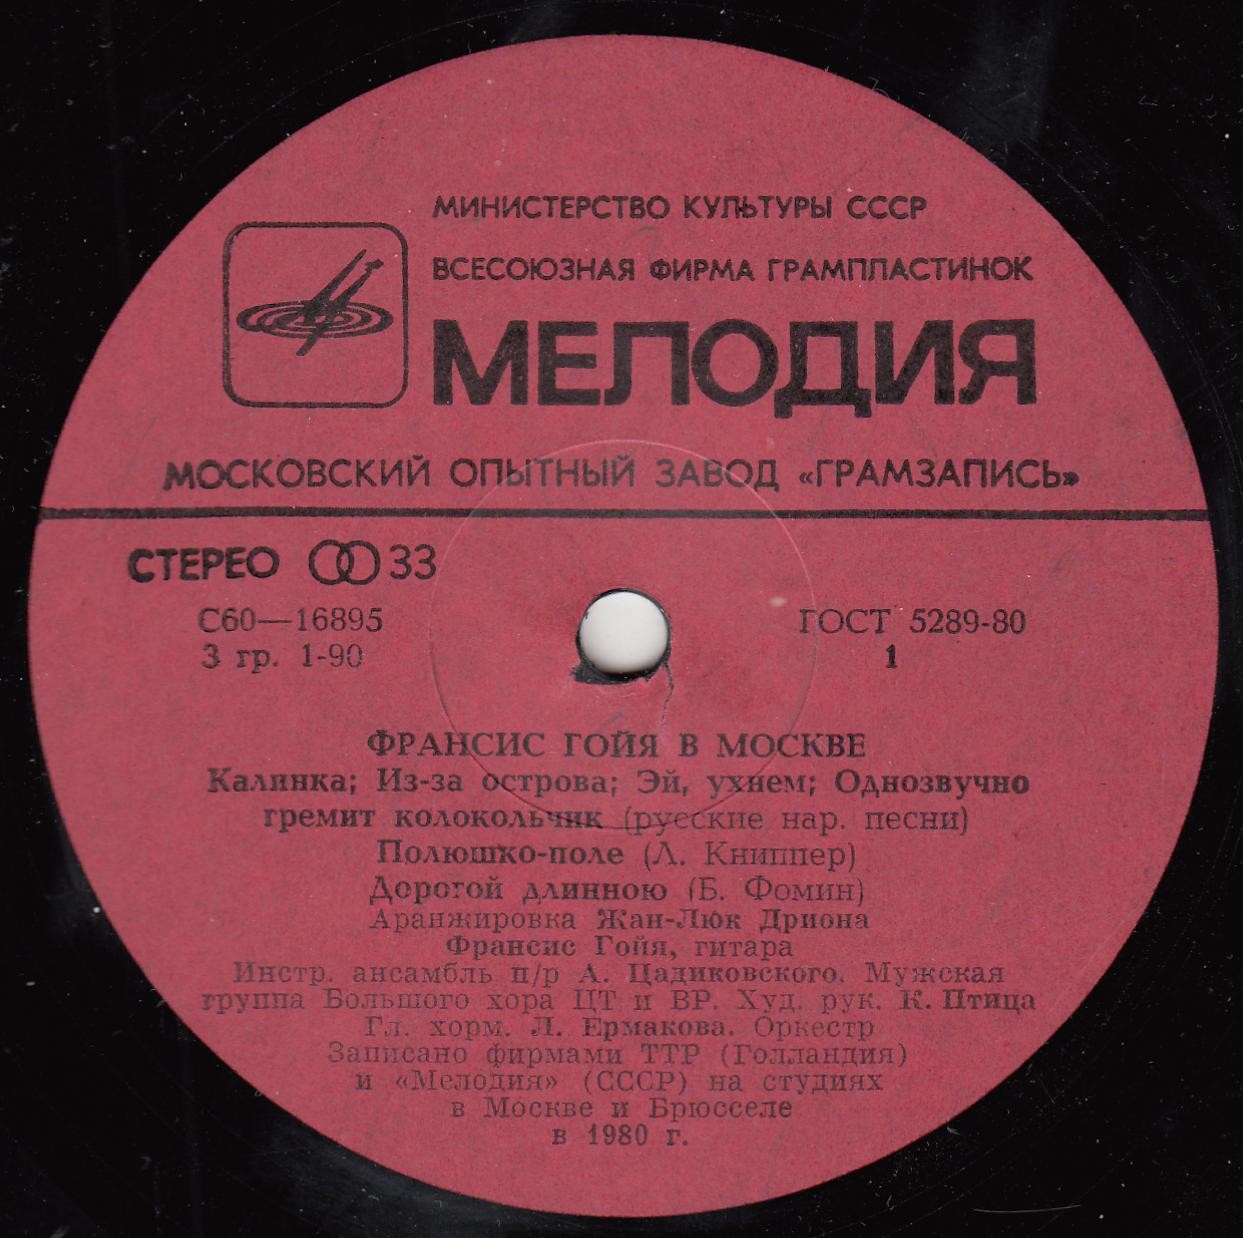 МИНИСТЕРСТВО КУЛЬТУРЫ СССР
ВСЕСОЮЗНАЯ ФИРМА ГРАМПЛАСТИНОК
МЕЛОДИЯ
МОСКОВСКИЙ ОПЫТНЫЙ ЗАВОД «ГРАМЗАПИСЬ»
СТЕРЕО 33
С60—16895 ГОСТ 5289-80
3 гр. 1-90 1
ФРАНСИС ГОЙЯ В МОСКВЕ
Калинка; Из-за острова; Эй, ухнем; Однозвучно
гремит колокольчик (русские нар. песни)
Полюшко-поле (Л. Книппер)
Дорогой длинною (Б. Фомин)
Аранжировка Жан-Люк Дриона
Франсис Гойя, гитара
Инстр. ансамбль п/р А. Цадиковского. Мужская
группа Большого хора ЦТ и ВР. Худ. рук. К. Птица
Гл. хорм. Л. Ермакова. Оркестр
Записано фирмами ТТР (Голландия)
и «Мелодия» (СССР) на студиях
в Москве и Брюсселе
в 1980 г.